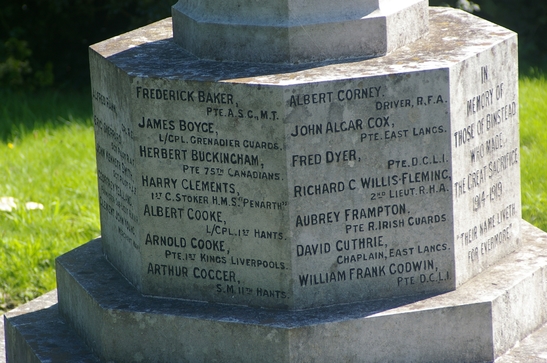 FREDERICK BAKER,
PTE. A.S.C., M.T.
JAMES BOYCE,
L/CPL. GRENADIER GUARDS.
HERBERT BUCKINGHAM,
PTE 75TH CANADIANS.
HARRY CLEMENTS,
1ST C. STOKER H.M.S. "PENARTH"
ALBERT COOKE,
L/CPL. 1ST HANTS.
ARNOLD COOKE,
PTE. 1ST KINGS LIVERPOOLS.
ARTHUR COGGER,
S.M. 11TH HANTS.
ALBERT CORNEY,
DRIVER, R.F.A.
JOHN ALGAR COX,
PTE. EAST LANCS.
FRED DYER,
PTE. D.C.L.I.
RICHARD C. WILLIS-FLEMING,
2ND LIEUT. R.H.A.
AUBREY FRAMPTON,
PTE R. IRISH GUARDS
DAVID GUTHRIE,
CHAPLAIN, EAST LANCS.
WILLIAM FRANK GODWIN,
PTE D.C.L.I.
IN
MEMORY OF
THOSE OF BINSTEAD
WHO MADE
THE GREAT SACRIFICE
1914-1919
"THEIR NAME LIVETH
FOR EVERMORE"